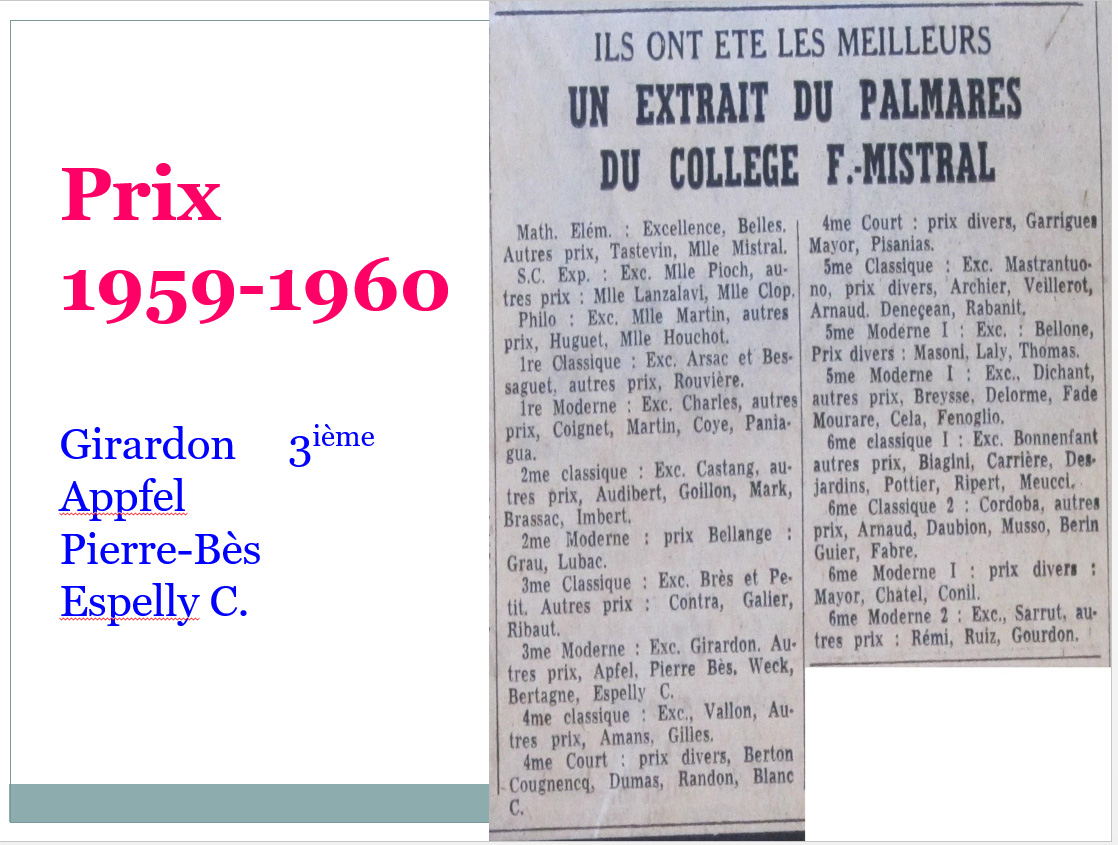 Prix
1959-1960
Girardon 3ième
Appfel
Pierre-Bès
Espelly C.
ILS ONT ETE LES MEILLEURS
UN EXTRAIT DU PALMARES
DU COLLEGE F.-MISTRAL
Math. Elém. : Excellence, Belles.
Autres prix, Tastevin, Mlle Mistral.
S.C. Exp. : Exc. Mlle Pioch, au-
tres prix : Mlle Lanzalavi, Mlle Clop.
Philo : Exc. Mlle Martin, autres
prix, Huguet, Mlle Houchot.
1re Classique : Exc. Arsac et Bes-
saguet, autres prix, Rouvière.
1re Moderne : Exc. Charles, autres
prix, Coignet, Martin, Coye, Pania-
gua.
2me classique : Exc. Castang, au-
tres prix, Audibert, Goillon, Mark,
Brassac, Imbert.
2me Moderne : prix Bellange :
Grau, Lubac.
3me Classique : Exc. Brès et Pe-
tit. Autres prix : Contra, Galier,
Ribaut.
3me Moderne : Exc. Girardon. Au-
tres prix, Apfel, Pierre Bès, Weck,
Bertagne, Espelly C.
4me classique : Exc., Vallon, Au-
tres prix, Amans, Gilles.
4me Court : prix divers, Berton
Cougnencq, Dumas, Randon, Blanc
C.
4me Court : prix divers, Garrigues
Mayor, Pisanias.
5me Classique : Exc. Mastrantuo-
no, prix divers, Archier, Veillerot,
Arnaud. Deneçean, Rabanit.
5me Moderne I : Exc. : Bellone,
Prix divers : Masoni, Laly, Thomas.
5me Moderne I : Exc., Dichant,
autres prix, Breysse, Delorme, Fade
Mourare, Cela, Fenoglio.
6me classique I : Exc. Bonnenfant
autres prix, Biagini, Carrière, Des-
jardins, Pottier, Ripert, Meucci.
6me Classique 2 : Cordoba, autres
prix, Arnaud, Daubion, Musso, Berin
Guier, Fabre.
6me Moderne I : prix divers :
Mayor, Chatel, Conil.
6me Moderne 2 : Exc., Sarrut, au-
tres prix : Rémi, Ruiz, Gourdon.